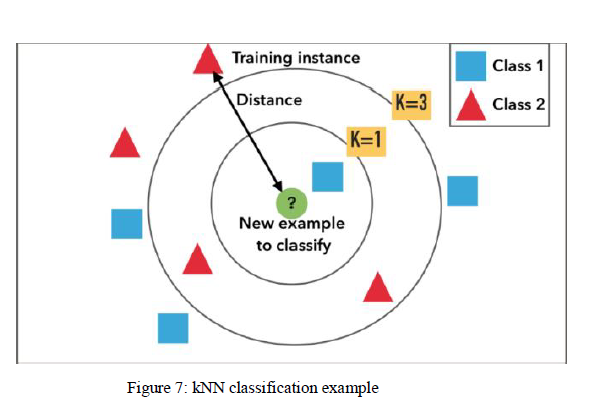 Training instance
Class 1
Distance
K=3
Class 2
K=1
?
New example
to classify
Figure 7: kNN classification example